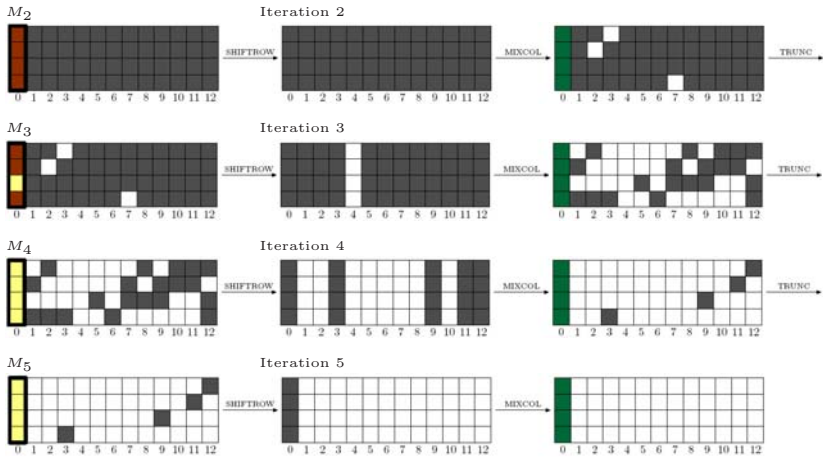 M2 Iteration 2
SHIFTROW MIXCOL TRUNC
0 1 2 3 4 5 6 7 8 9 10 11 12 0 1 2 3 4 5 6 7 8 9 10 11 12 0 1 2 3 4 5 6 7 8 9 10 11 12
M3 Iteration 3
SHIFTROW MIXCOL TRUNC
0 1 2 3 4 5 6 7 8 9 10 11 12 0 1 2 3 4 5 6 7 8 9 10 11 12 0 1 2 3 4 5 6 7 8 9 10 11 12
M4 Iteration 4
SHIFTROW MIXCOL TRUNC
0 1 2 3 4 5 6 7 8 9 10 11 12 0 1 2 3 4 5 6 7 8 9 10 11 12 0 1 2 3 4 5 6 7 8 9 10 11 12
M5 Iteration 5
SHIFTROW MIXCOL
0 1 2 3 4 5 6 7 8 9 10 11 12 0 1 2 3 4 5 6 7 8 9 10 11 12 0 1 2 3 4 5 6 7 8 9 10 11 12